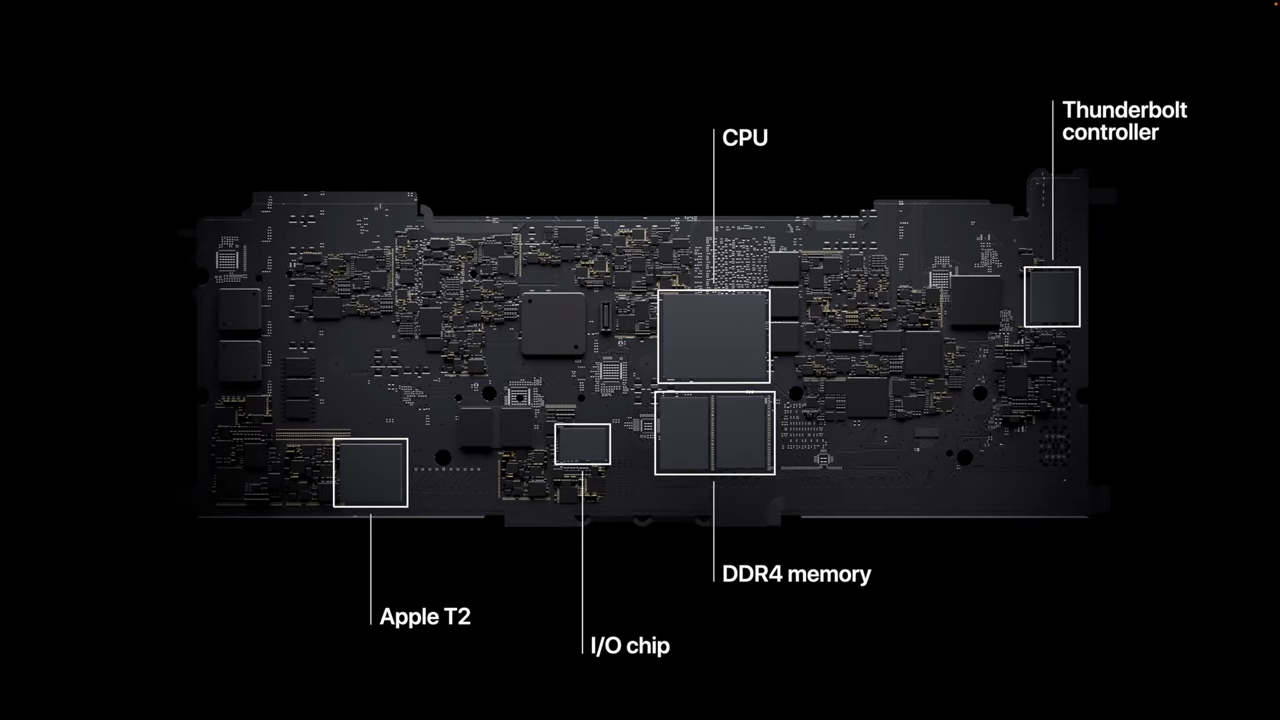 Thunderbolt
controller
CPU
DDR4 memory
Apple T2
I/O chip